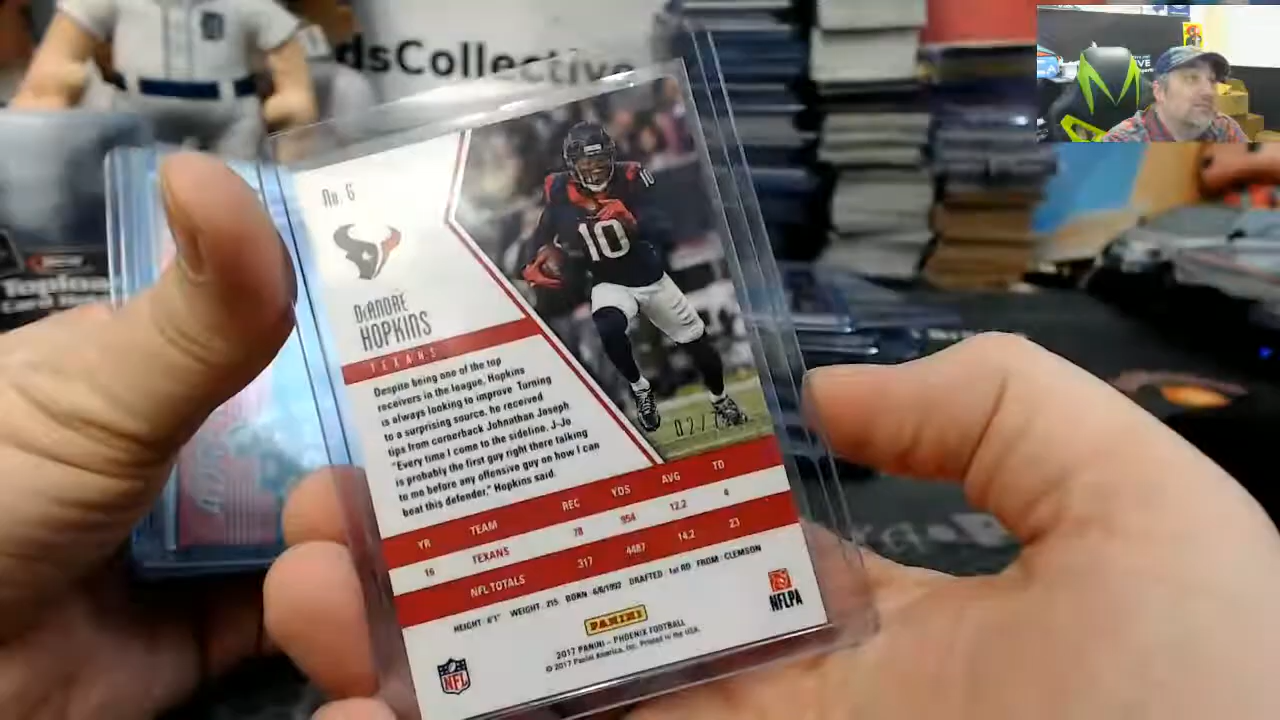 dsCollective
No. 6
DeANDRE
HOPKINS
TEXANS
10
10
Despite being one of the top
receivers in the league, Hopkins
is always looking to improve. Turning
to a surprising source, he received
tips from cornerback Johnathan Joseph.
"Every time I come to the sideline, J-Jo
is probably the first guy right there talking
to me before any offensive guy on how I can
beat this defender," Hopkins said.
02/
YR TEAM REC YDS AVG TD
16 TEXANS 78 954 12.2 4
NFL TOTALS 317 4487 14.2 23
HEIGHT: 6'1" WEIGHT: 215 BORN: 6/6/1992 DRAFTED: 1st RD FROM: CLEMSON
PANINI
2017 PANINI – PHOENIX FOOTBALL
© 2017 Panini America, Inc. Printed in the USA.
NFL
NFLPA